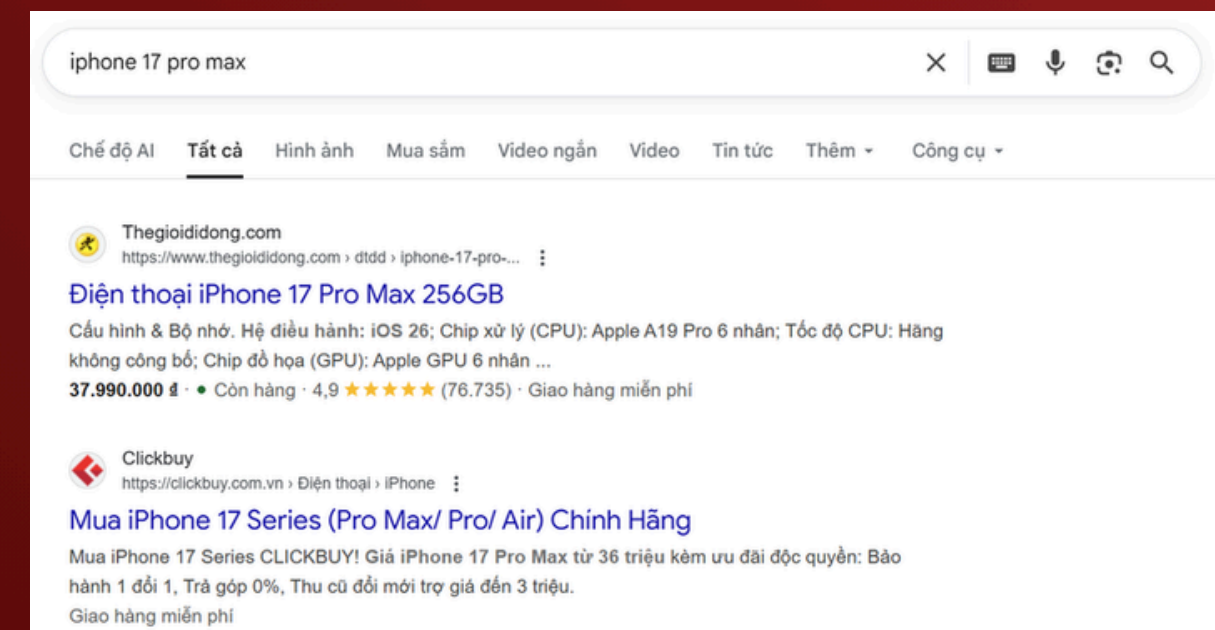 iphone 17 pro max
Chế độ AI Tất cả Hình ảnh Mua sắm Video ngắn Video Tin tức Thêm Công cụ
Thegioididong.com
https://www.thegioididong.com › dtdd › iphone-17-pro-...
Điện thoại iPhone 17 Pro Max 256GB
Cấu hình & Bộ nhớ. Hệ điều hành: iOS 26; Chip xử lý (CPU): Apple A19 Pro 6 nhân; Tốc độ CPU: Hãng
không công bố; Chip đồ họa (GPU): Apple GPU 6 nhân ...
37.990.000 ₫ · Còn hàng · 4,9 ★★★★★ (76.735) · Giao hàng miễn phí
Clickbuy
https://clickbuy.com.vn › Điện thoại › iPhone
Mua iPhone 17 Series (Pro Max/ Pro/ Air) Chính Hãng
Mua iPhone 17 Series CLICKBUY! Giá iPhone 17 Pro Max từ 36 triệu kèm ưu đãi độc quyền: Bảo
hành 1 đổi 1, Trả góp 0%, Thu cũ đổi mới trợ giá đến 3 triệu.
Giao hàng miễn phí